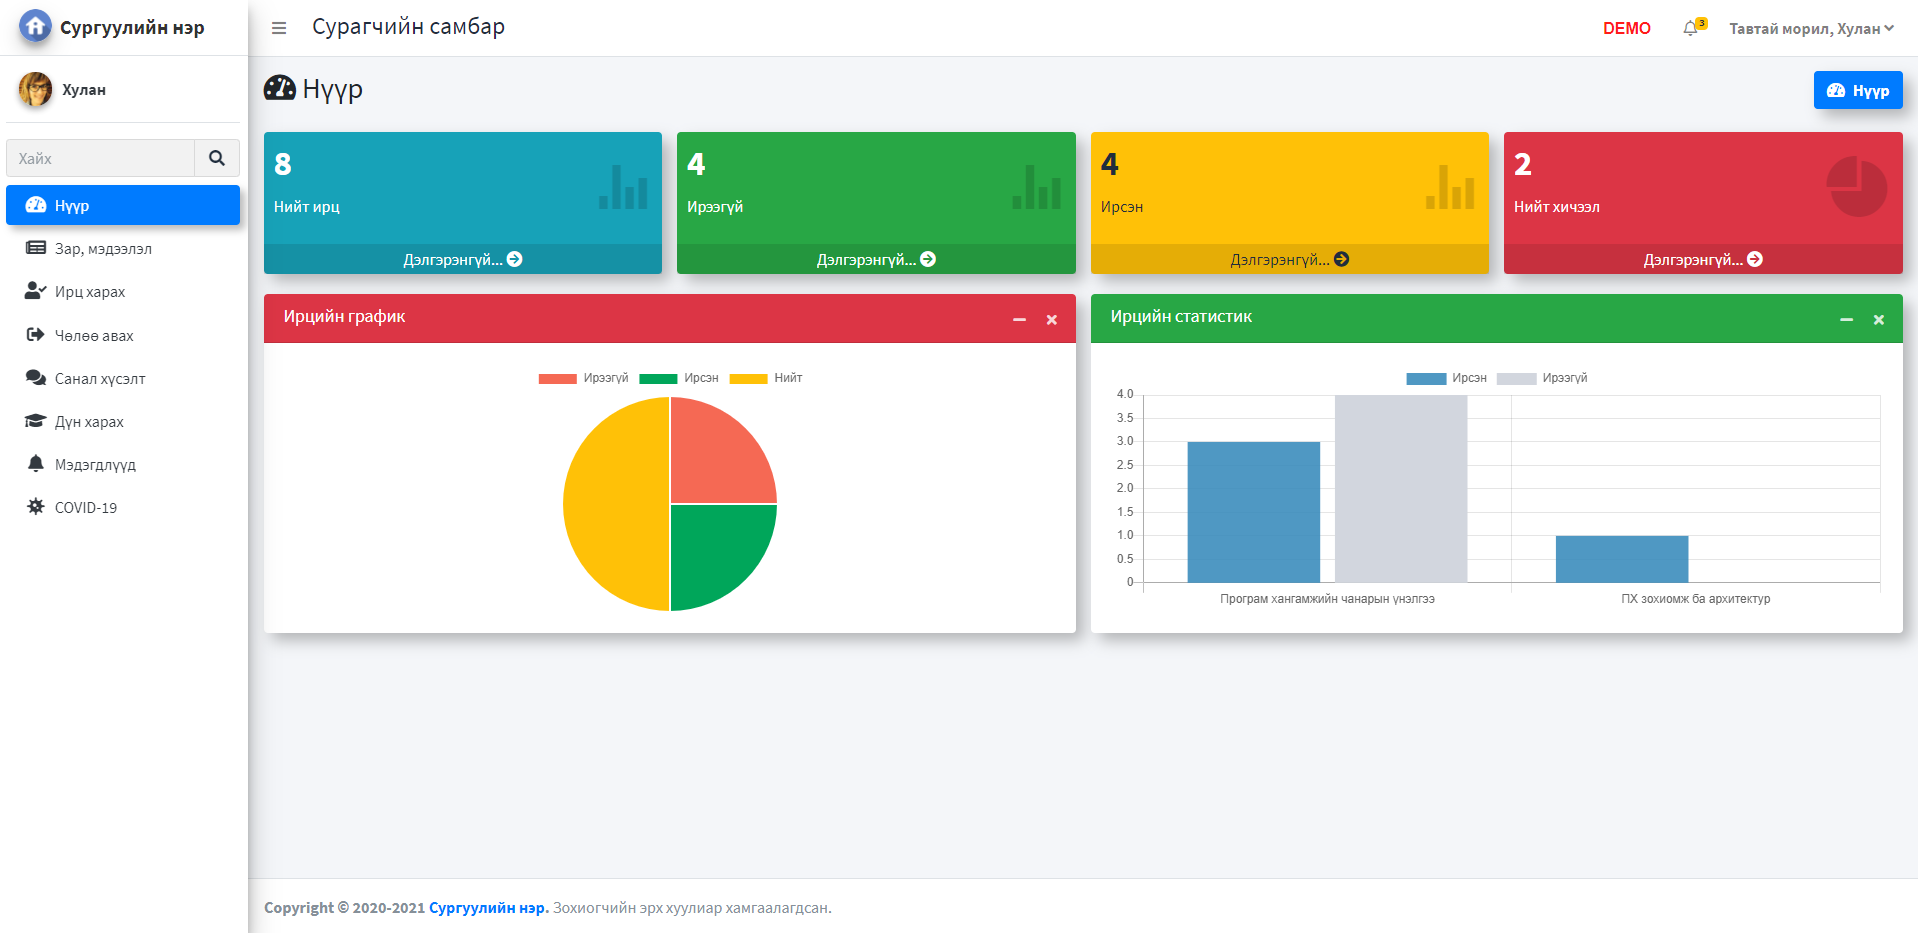 Сургуулийн нэр
Сурагчийн самбар
DEMO
3
Тавтай морил, Хулан
Хулан
Хайх
Нүүр
Зар, мэдээлэл
Ирц харах
Чөлөө авах
Санал хүсэлт
Дүн харах
Мэдэгдлүүд
COVID-19
Нүүр
Нүүр
8
Нийт ирц
Дэлгэрэнгүй...
4
Ирээгүй
Дэлгэрэнгүй...
4
Ирсэн
Дэлгэрэнгүй...
2
Нийт хичээл
Дэлгэрэнгүй...
Ирцийн график
Ирээгүй Ирсэн Нийт
Ирцийн статистик
Ирсэн Ирээгүй
4.0
3.5
3.0
2.5
2.0
1.5
1.0
0.5
0
Програм хангамжийн чанарын үнэлгээ
ПХ зохиомж ба архитектур
Copyright © 2020-2021 Сургуулийн нэр. Зохиогчийн эрх хуулиар хамгаалагдсан.